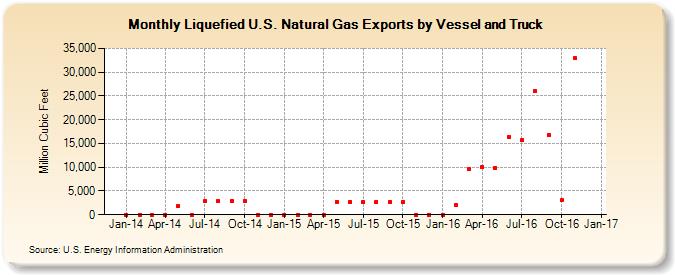 Monthly Liquefied U.S. Natural Gas Exports by Vessel and Truck
Million Cubic Feet
35,000
30,000
25,000
20,000
15,000
10,000
5,000
0
Jan-14 Apr-14 Jul-14 Oct-14 Jan-15 Apr-15 Jul-15 Oct-15 Jan-16 Apr-16 Jul-16 Oct-16 Jan-17
Source: U.S. Energy Information Administration